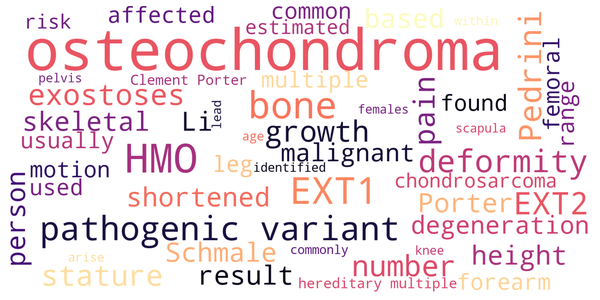 risk affected common based within
estimated
osteochondroma
pelvis Clement Porter multiple
exostoses bone pain found Pedrini femoral range
skeletal Li lead growth females
usually age malignant scapula
motion HMO leg identified deformity
person used shortened EXT1 chondrosarcoma
Porter EXT2
pathogenic variant degeneration
arise Schmale commonly knee height
stature result number forearm
hereditary multiple